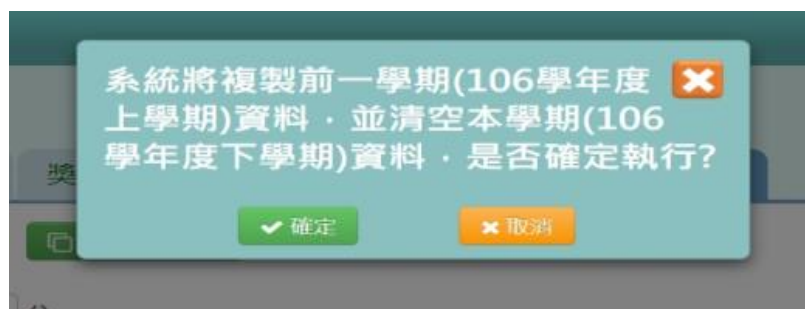 系統將複製前一學期(106學年度
上學期)資料，並清空本學期(106
學年度下學期)資料，是否確定執行?
獎
確定
取消